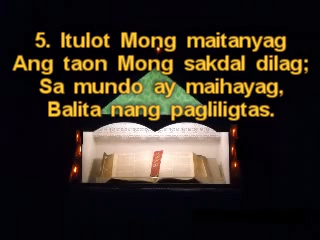 5. Itulot Mong maitanyag
Ang taon Mong sakdal dilag;
Sa mundo ay maihayag,
Balita nang pagliligtas.